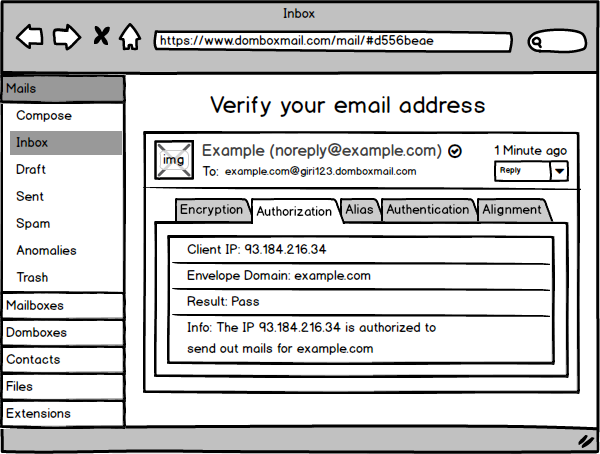 Inbox
https://www.domboxmail.com/mail/#d556beae
Mails
Compose
Inbox
Draft
Sent
Spam
Anomalies
Trash
Mailboxes
Domboxes
Contacts
Files
Extensions
Verify your email address
img
Example (noreply@example.com)
1 Minute ago
To: example.com@giri123.domboxmail.com
Reply
Encryption
Authorization
Alias
Authentication
Alignment
Client IP: 93.184.216.34
Envelope Domain: example.com
Result: Pass
Info: The IP 93.184.216.34 is authorized to
send out mails for example.com